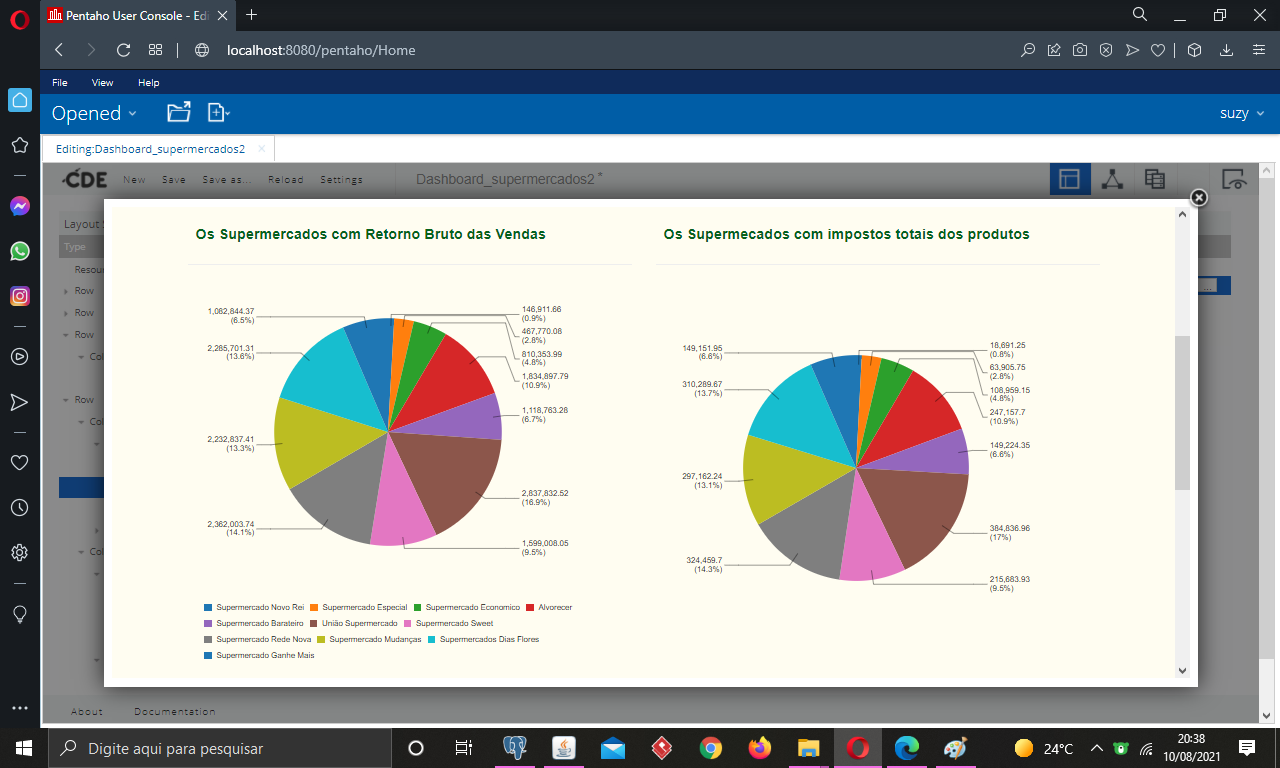 Pentaho User Console - Edi
localhost:8080/pentaho/Home
File View Help
Opened
suzy
Editing:Dashboard_supermercados2
CDE New Save Save as... Reload Settings Dashboard_supermercados2 *
Layout
Type
Resou
Row
Row
Row
Col
Row
Col
Col
...
Os Supermercados com Retorno Bruto das Vendas
1,082,844.37
(6.5%)
2,285,701.31
(13.6%)
2,232,837.41
(13.3%)
2,362,003.74
(14.1%)
146,911.66
(0.9%)
467,770.08
(2.8%)
810,353.99
(4.8%)
1,834,897.79
(10.9%)
1,118,763.28
(6.7%)
2,837,832.52
(16.9%)
1,599,008.05
(9.5%)
Supermercado Novo Rei Supermercado Especial Supermercado Economico Alvorecer
Supermercado Barateiro União Supermercado Supermercado Sweet
Supermercado Rede Nova Supermercado Mudanças Supermercados Dias Flores
Supermercado Ganhe Mais
Os Supermecados com impostos totais dos produtos
149,151.95
(6.6%)
310,289.67
(13.7%)
297,162.24
(13.1%)
324,459.7
(14.3%)
18,691.25
(0.8%)
63,905.75
(2.8%)
108,959.15
(4.8%)
247,157.7
(10.9%)
149,224.35
(6.6%)
384,836.96
(17%)
215,683.93
(9.5%)
About Documentation
Digite aqui para pesquisar
24°C
20:38
10/08/2021